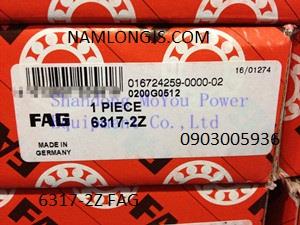 NAMLONGIS.COM
016724259-0000-02
16/01274
0200G0512
Shanghai MoYou Power
Equipment Co.,Ltd
1 PIECE
FAG 6317-2Z
0903005936
MADE IN
GERMANY
6317-2Z FAG
FAG